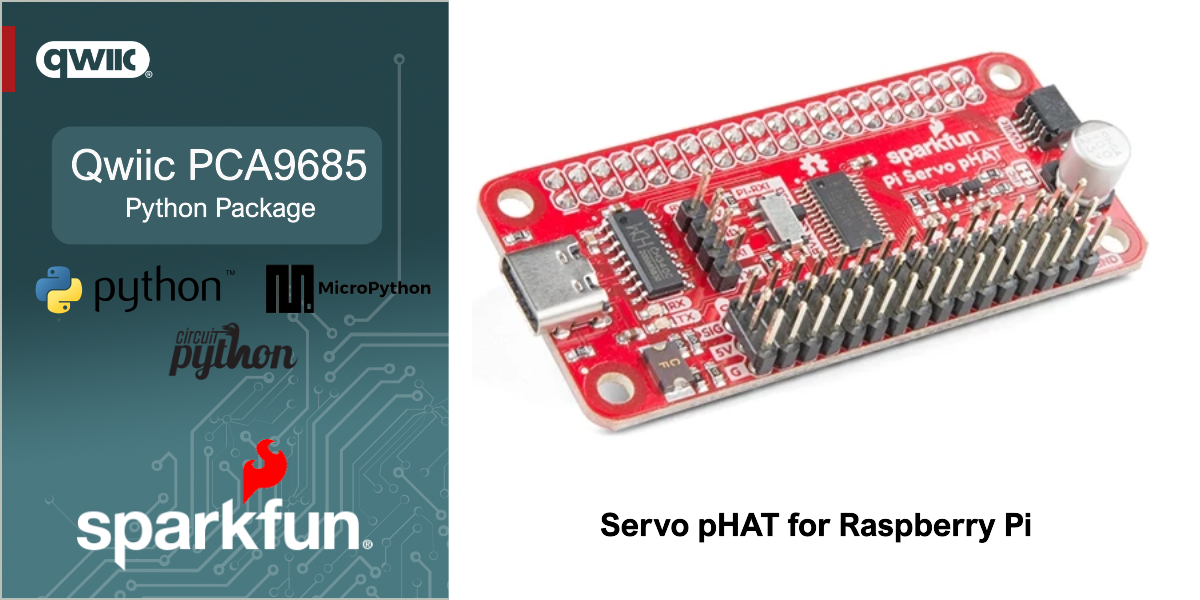 qwiic®
Qwiic PCA9685
Python Package
python™
MicroPython
circuit
python
sparkfun®
sparkfun
Pi Servo pHAT
PI-RXI
RX
TX
SIG
5V
G
Servo pHAT for Raspberry Pi